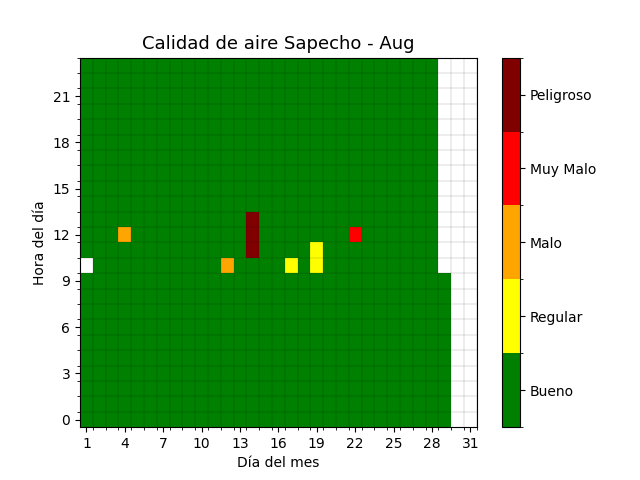 Calidad de aire Sapecho - Aug
Hora del día
21
18
15
12
9
6
3
0
1 4 7 10 13 16 19 22 25 28 31
Día del mes
Peligroso
Muy Malo
Malo
Regular
Bueno